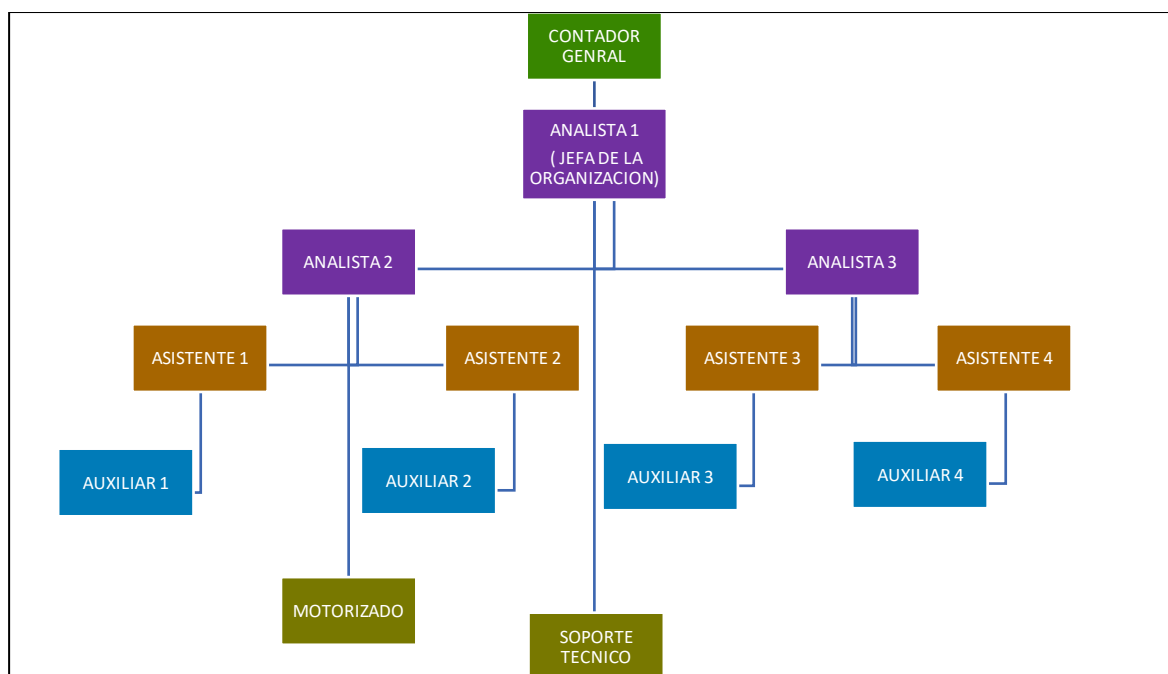 CONTADOR
GENRAL
ANALISTA 1
( JEFA DE LA
ORGANIZACION)
ANALISTA 2
ANALISTA 3
ASISTENTE 1
ASISTENTE 2
ASISTENTE 3
ASISTENTE 4
AUXILIAR 1
AUXILIAR 2
AUXILIAR 3
AUXILIAR 4
MOTORIZADO
SOPORTE
TECNICO